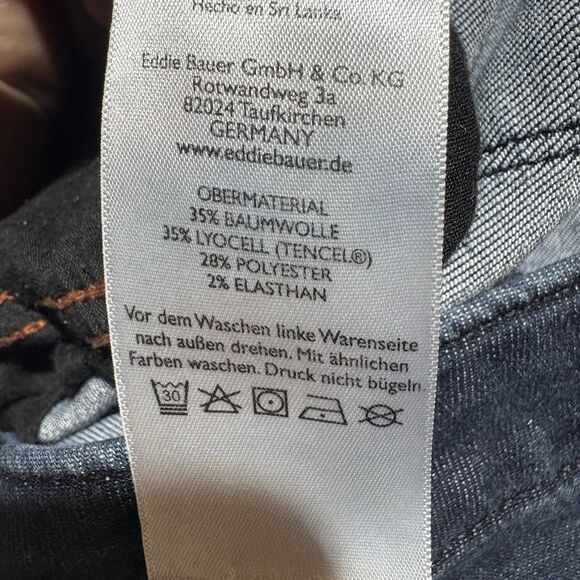 Hecho en Sri Lanka
Eddie Bauer GmbH & Co. KG
Rotwandweg 3a
82024 Taufkirchen
GERMANY
www.eddiebauer.de
OBERMATERIAL
35% BAUMWOLLE
35% LYOCELL (TENCEL®)
28% POLYESTER
2% ELASTHAN
Vor dem Waschen linke Warenseite
nach außen drehen. Mit ähnlichen
Farben waschen. Druck nicht bügeln
30